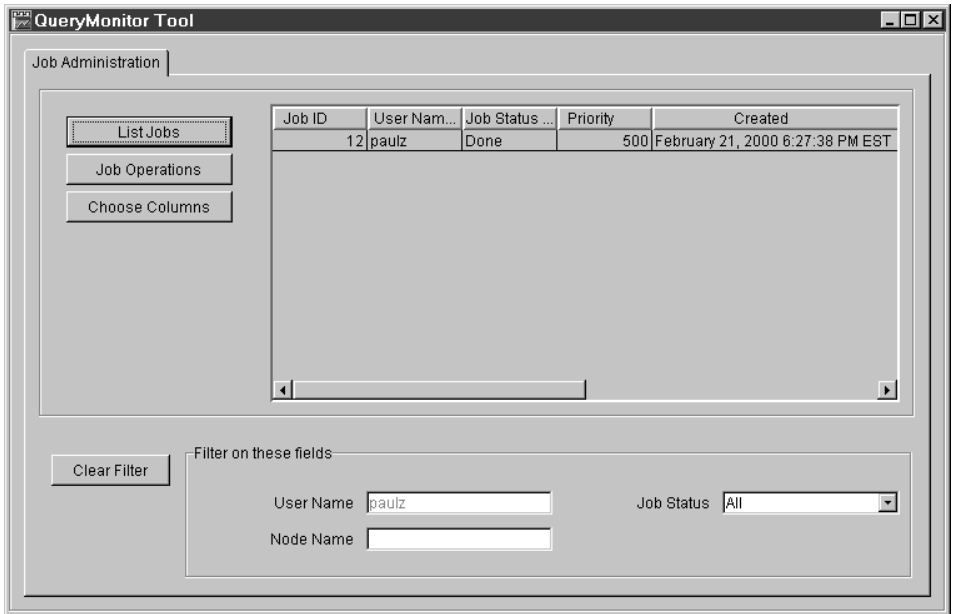 QueryMonitor Tool
Job Administration
List Jobs
Job Operations
Choose Columns
Job ID User Nam... Job Status ... Priority Created
12 paulz Done 500 February 21, 2000 6:27:38 PM EST
Clear Filter
Filter on these fields
User Name paulz Job Status All
Node Name